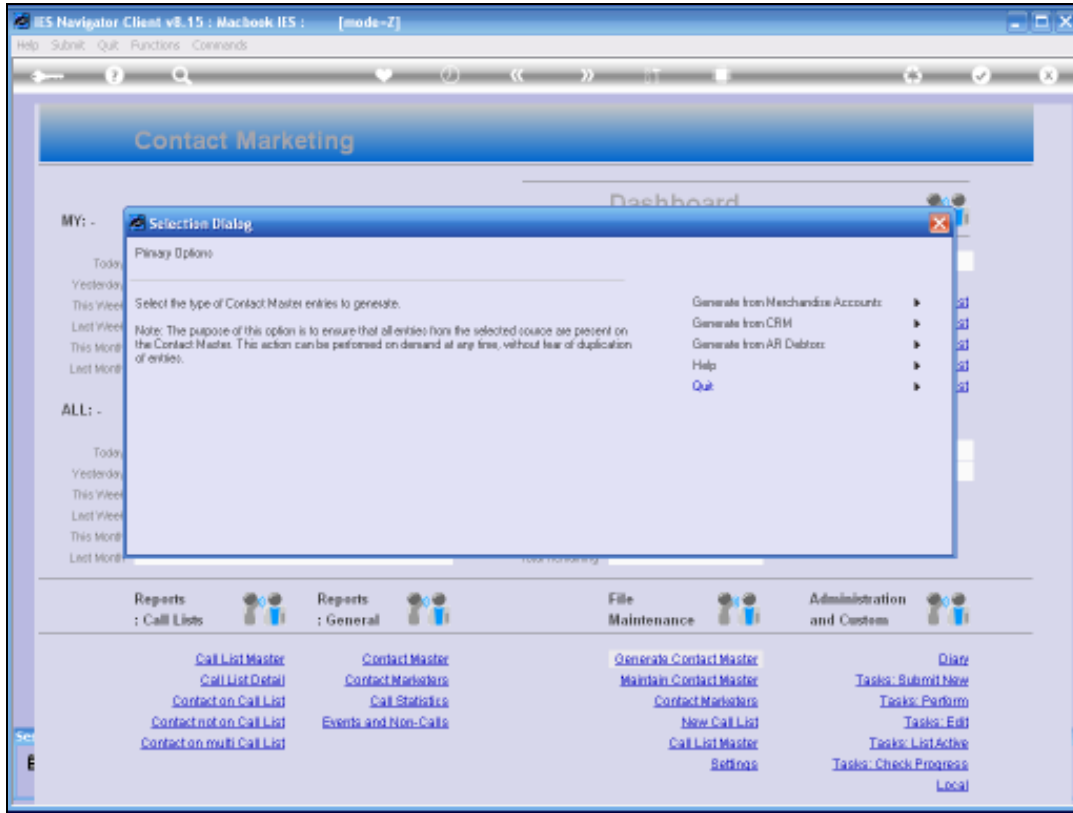 IES Navigator Client v8.15 : Macbook IES : [mode=Z]
Help Submit Quit Functions Commands
Contact Marketing
Dashboard
MY: -
Selection Dialog
Primary Options
Select the type of Contact Master entries to generate.
Note: The purpose of this option is to ensure that all entries from the selected source are present on
the Contact Master. This action can be performed on demand at any time, without fear of duplication
of entries.
Generate from Merchandize Accounts
Generate from CRM
Generate from AR Debtors
Help
Quit
Today
Yesterday
This Week
Last Week
This Month
Last Month
ALL: -
Today
Yesterday
This Week
Last Week
This Month
Last Month
Reports
: Call Lists
Call List Master
Call List Detail
Contact on Call List
Contact not on Call List
Contact on multi Call List
Reports
: General
Contact Master
Contact Marketers
Call Statistics
Events and Non-Calls
File
Maintenance
Generate Contact Master
Maintain Contact Master
Contact Marketers
New Call List
Call List Master
Settings
Administration
and Custom
Diary
Tasks: Submit New
Tasks: Perform
Tasks: Edit
Tasks: List Active
Tasks: Check Progress
Local